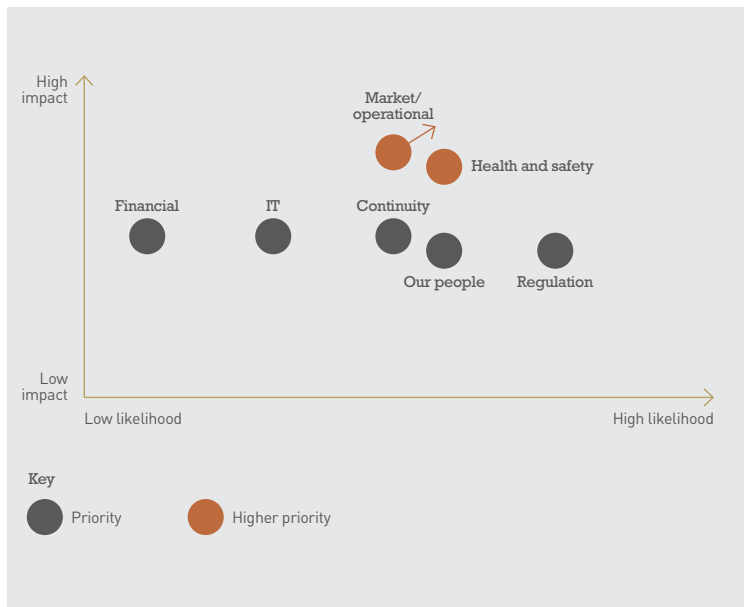 High
impact
Market/
operational
Health and safety
Financial
IT
Continuity
Our people
Regulation
Low
impact
Low likelihood
High likelihood
Key
Priority
Higher priority